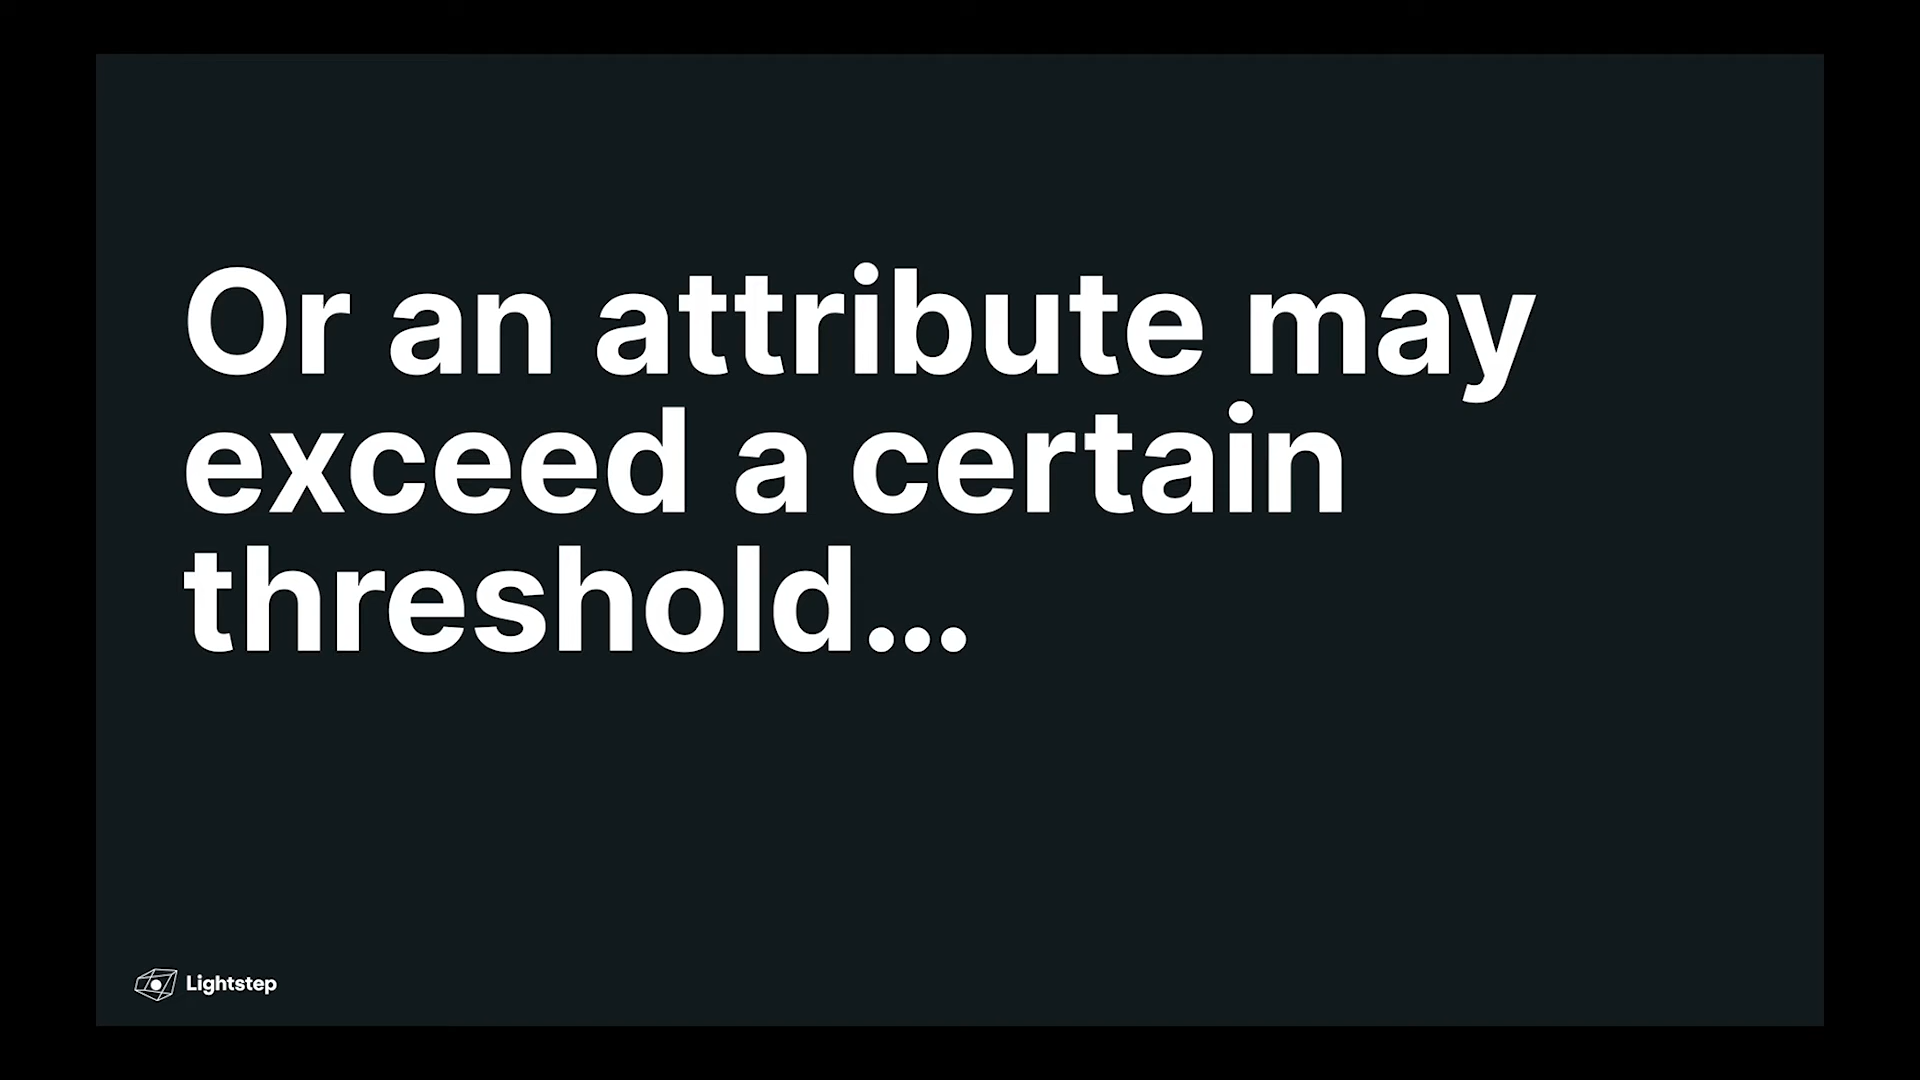 Or an attribute may
exceed a certain
threshold...
Lightstep